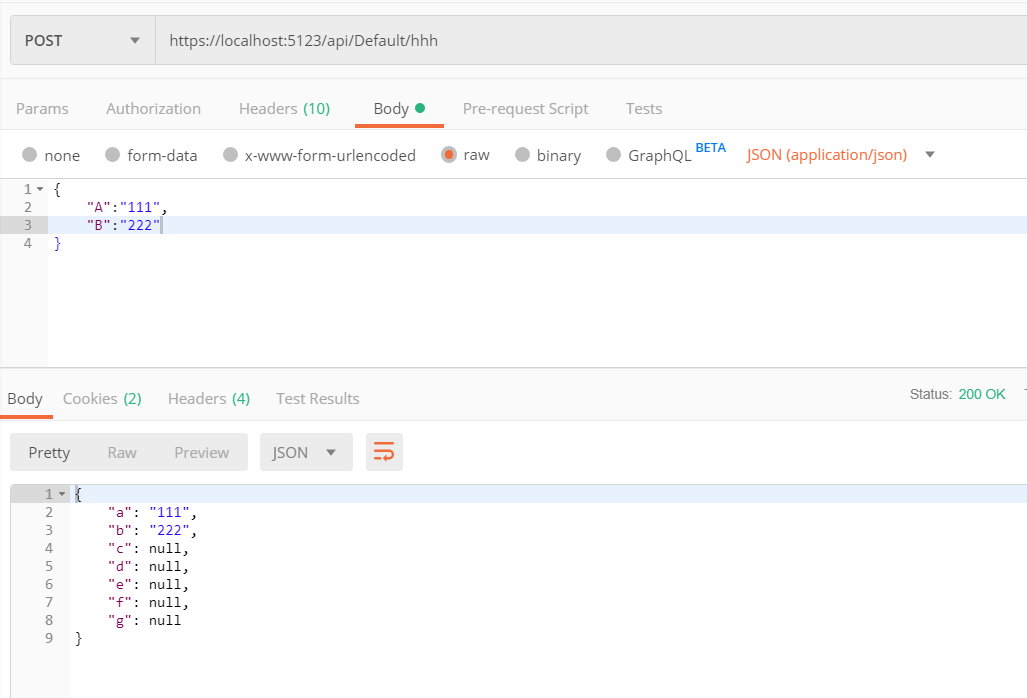 POST https://localhost:5123/api/Default/hhh
Params Authorization Headers (10) Body Pre-request Script Tests
none form-data x-www-form-urlencoded raw binary GraphQL BETA JSON (application/json)
1 {
2 "A":"111",
3 "B":"222"
4 }
Body Cookies (2) Headers (4) Test Results Status: 200 OK
Pretty Raw Preview JSON
1 {
2 "a": "111",
3 "b": "222",
4 "c": null,
5 "d": null,
6 "e": null,
7 "f": null,
8 "g": null
9 }